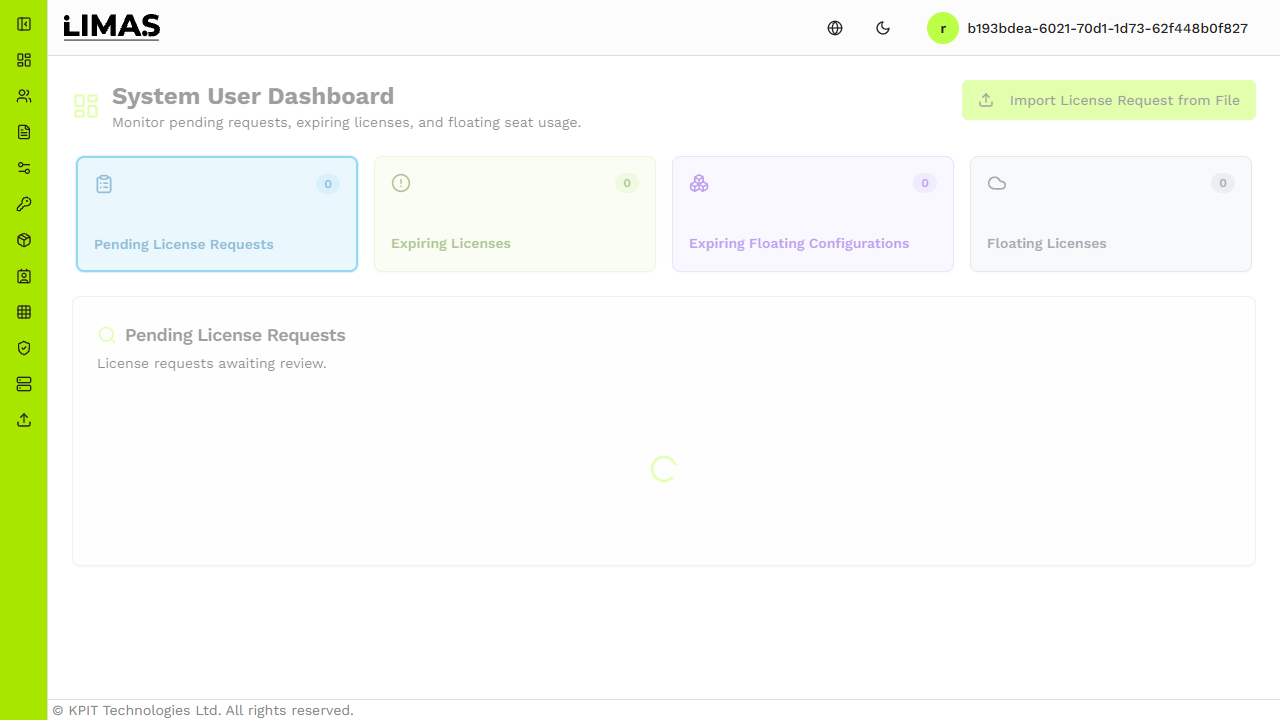 LIMAS
r
b193bdea-6021-70d1-1d73-62f448b0f827
System User Dashboard
Monitor pending requests, expiring licenses, and floating seat usage.
Import License Request from File
0
Pending License Requests
0
Expiring Licenses
0
Expiring Floating Configurations
0
Floating Licenses
Pending License Requests
License requests awaiting review.
© KPIT Technologies Ltd. All rights reserved.